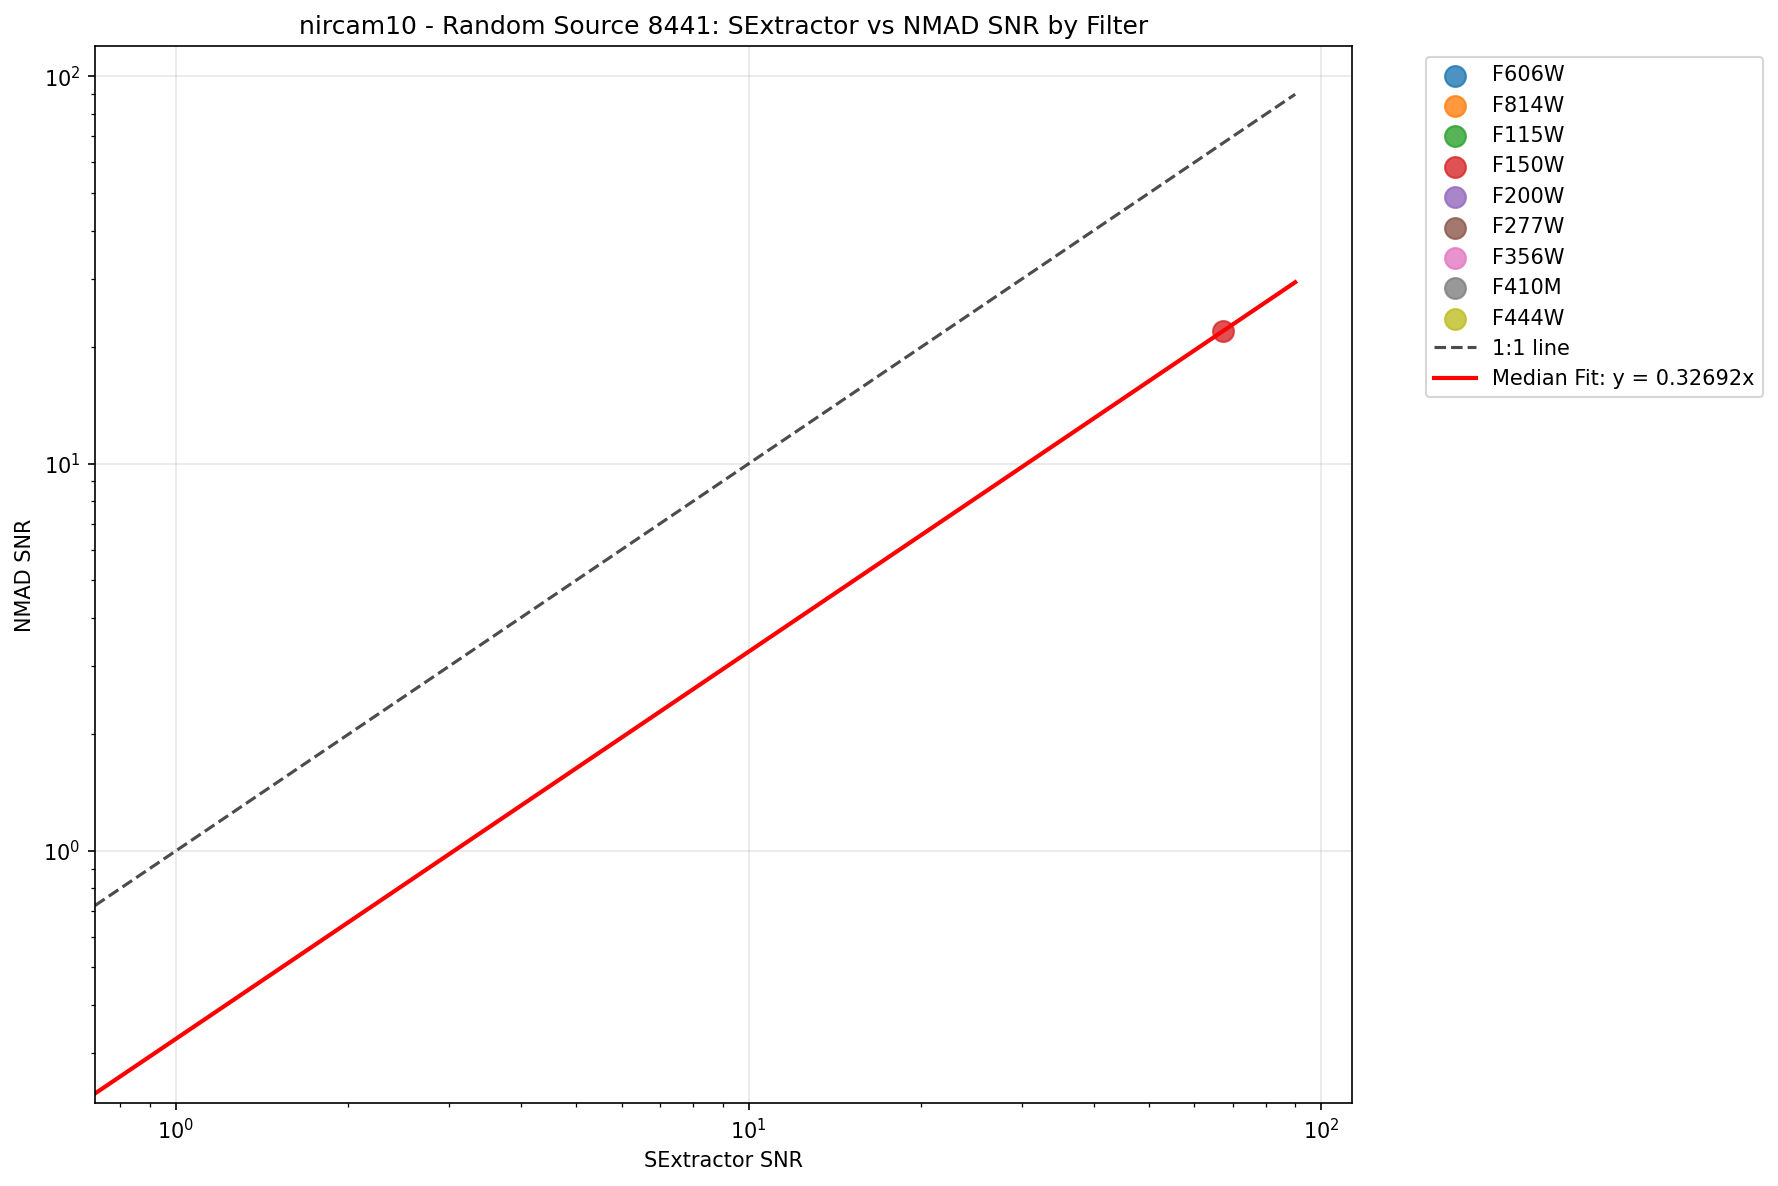 nircam10 - Random Source 8441: SExtractor vs NMAD SNR by Filter
10²
10¹
10⁰
NMAD SNR
10⁰
10¹
10²
SExtractor SNR
F606W
F814W
F115W
F150W
F200W
F277W
F356W
F410M
F444W
1:1 line
Median Fit: y = 0.32692x